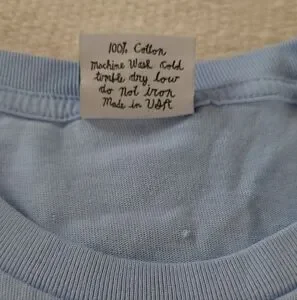 100% Cotton
Machine Wash Cold
tumble dry low
do not iron
Made in USA